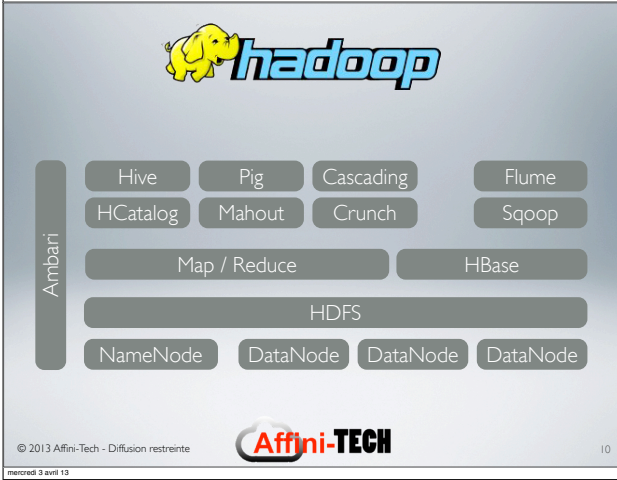 hadoop
Ambari
Hive Pig Cascading Flume
HCatalog Mahout Crunch Sqoop
Map / Reduce HBase
HDFS
NameNode DataNode DataNode DataNode
© 2013 Affini-Tech - Diffusion restreinte Affini-TECH 10
mercredi 3 avril 13